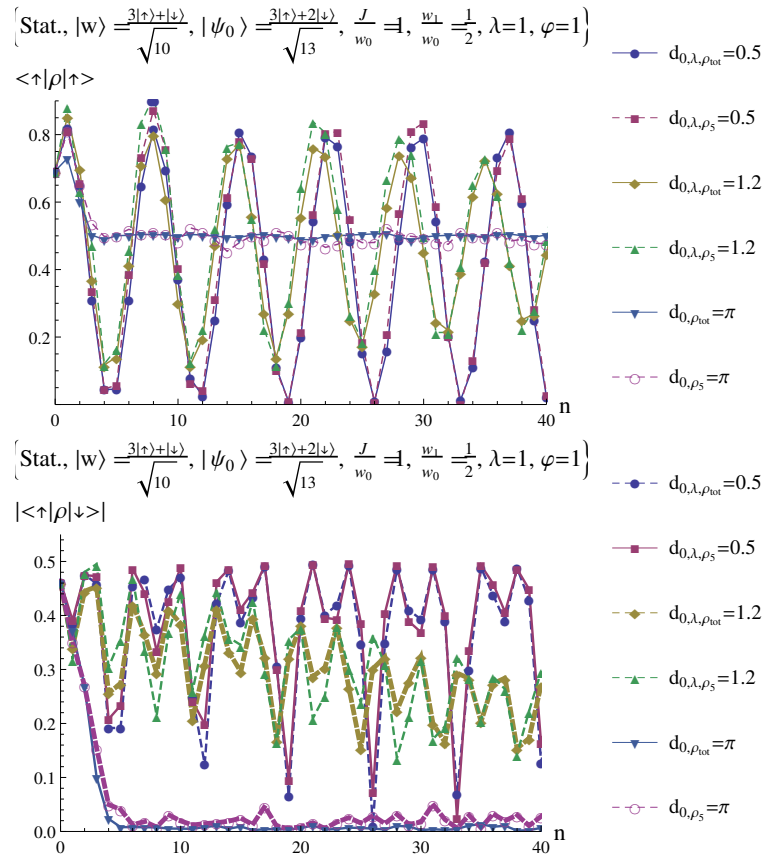 {Stat., |w⟩ = 3|↑⟩+|↓⟩/√10, |ψ₀⟩ = 3|↑⟩+2|↓⟩/√13, J/w₀=1, w₁/w₀=1/2, λ=1, φ=1}
<↑|ρ|↑>
0.8
0.6
0.4
0.2
0 10 20 30 40 n
d₀,λ,ρtot=0.5
d₀,λ,ρ₅=0.5
d₀,λ,ρtot=1.2
d₀,λ,ρ₅=1.2
d₀,ρtot=π
d₀,ρ₅=π
{Stat., |w⟩ = 3|↑⟩+|↓⟩/√10, |ψ₀⟩ = 3|↑⟩+2|↓⟩/√13, J/w₀=1, w₁/w₀=1/2, λ=1, φ=1}
|<↑|ρ|↓>|
0.5
0.4
0.3
0.2
0.1
0.0
0 10 20 30 40 n
d₀,λ,ρtot=0.5
d₀,λ,ρ₅=0.5
d₀,λ,ρtot=1.2
d₀,λ,ρ₅=1.2
d₀,ρtot=π
d₀,ρ₅=π